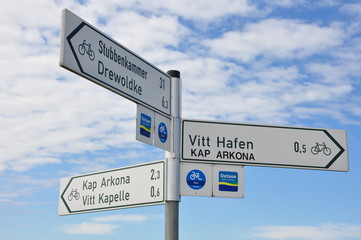 Stubbenkammer 31
Drewoldke 6,3
Vitt Hafen 0,5
KAP ARKONA
Ostsee
Kap Arkona 2,3
Vitt Kapelle 0,6